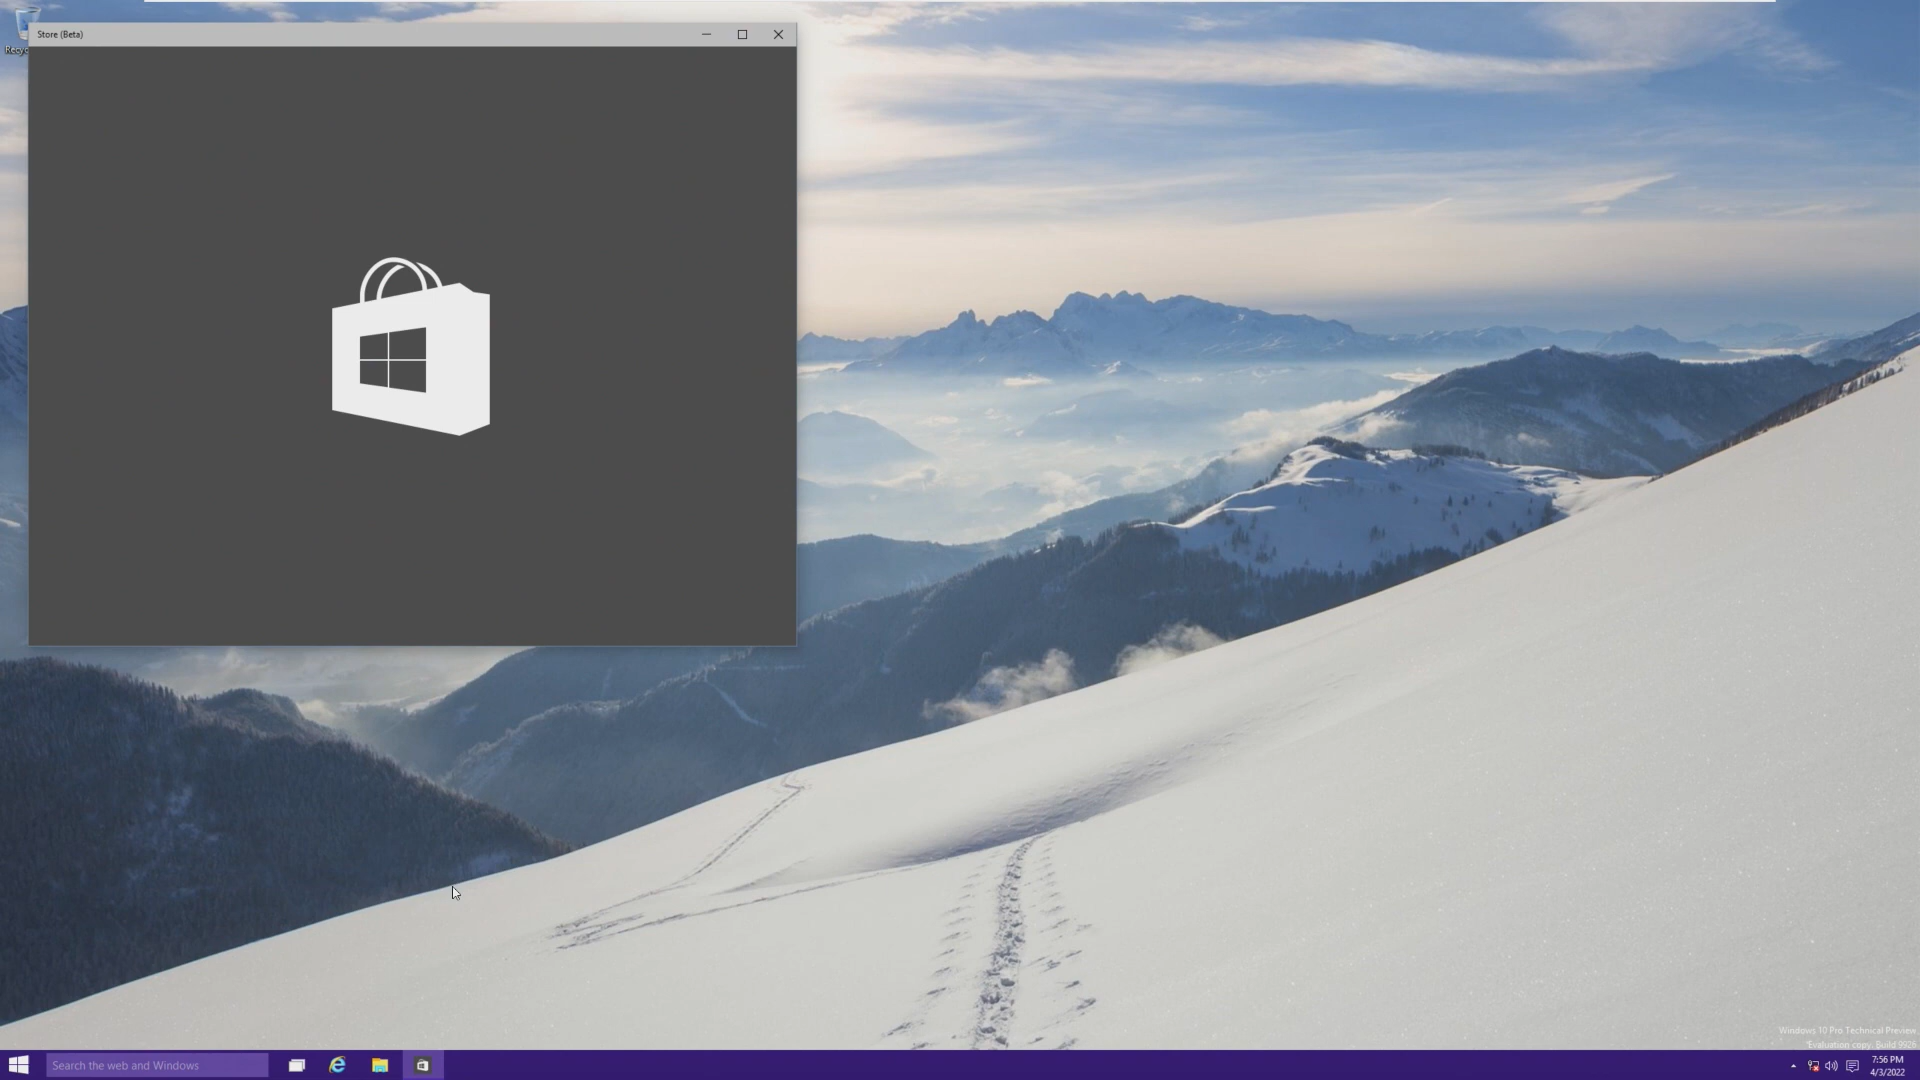 Store (Beta)
Windows 10 Pro Technical Preview
Evaluation copy. Build 9926
Search the web and Windows
7:56 PM
4/3/2022